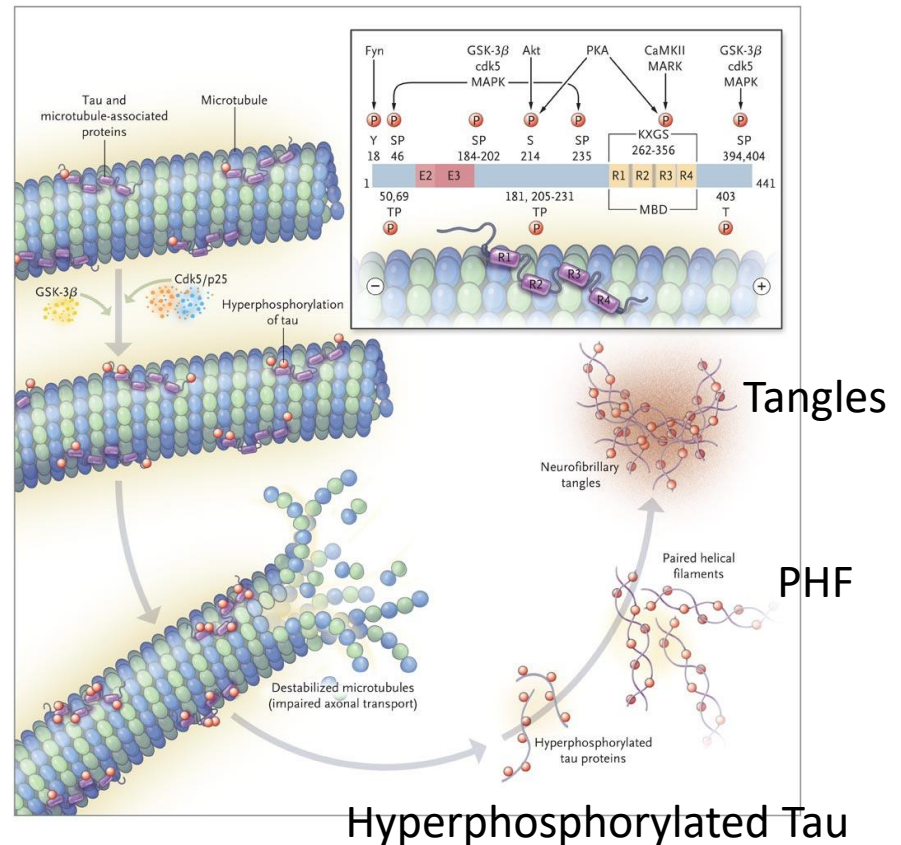 Fyn
GSK-3β
cdk5
MAPK
Akt
PKA
CaMKII
MARK
GSK-3β
cdk5
MAPK
P P P P P P P
Y
18
SP
46
SP
184-202
S
214
SP
235
KXGS
262-356
SP
394,404
1
E2 E3
R1 R2 R3 R4
441
50,69
TP
P
181, 205-231
TP
P
MBD
403
T
P
R1
R2
R3
R4
−
+
Tau and
microtubule-associated
proteins
Microtubule
GSK-3β
Cdk5/p25
Hyperphosphorylation
of tau
Tangles
Neurofibrillary
tangles
Paired helical
filaments
PHF
Destabilized microtubules
(impaired axonal transport)
Hyperphosphorylated
tau proteins
Hyperphosphorylated Tau